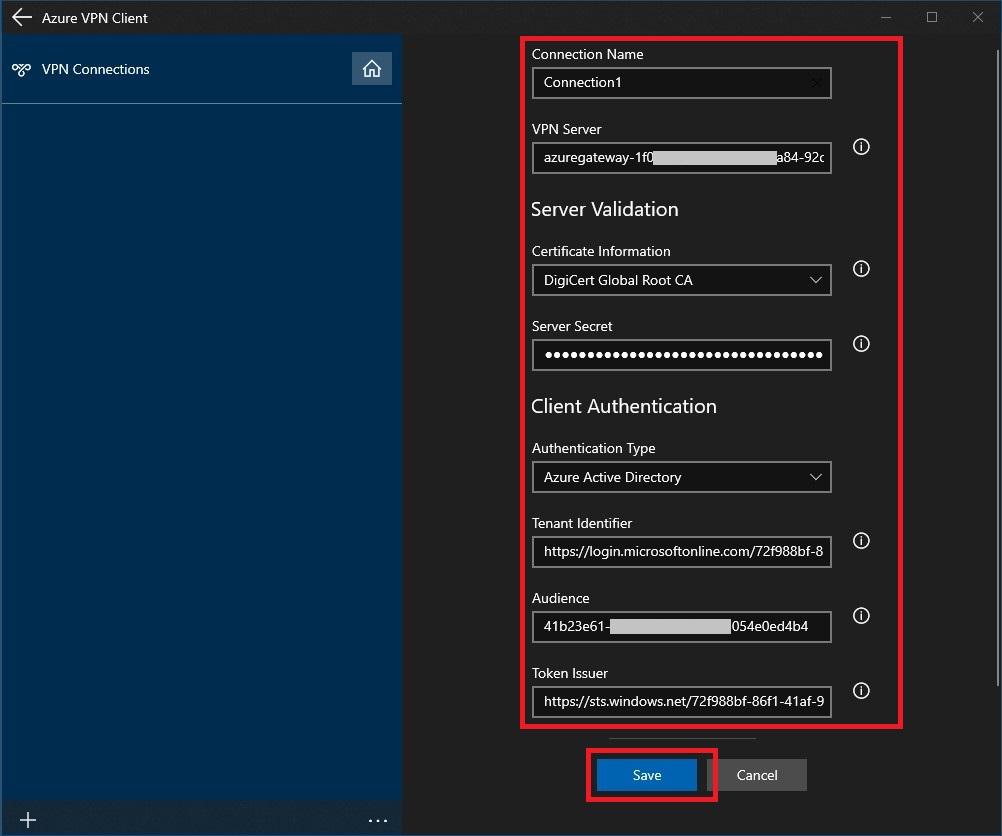 Azure VPN Client
VPN Connections
Connection Name
Connection1
VPN Server
azuregateway-1f0 a84-92c
Server Validation
Certificate Information
DigiCert Global Root CA
Server Secret
Client Authentication
Authentication Type
Azure Active Directory
Tenant Identifier
https://login.microsoftonline.com/72f988bf-8
Audience
41b23e61- 054e0ed4b4
Token Issuer
https://sts.windows.net/72f988bf-86f1-41af-9
Save Cancel